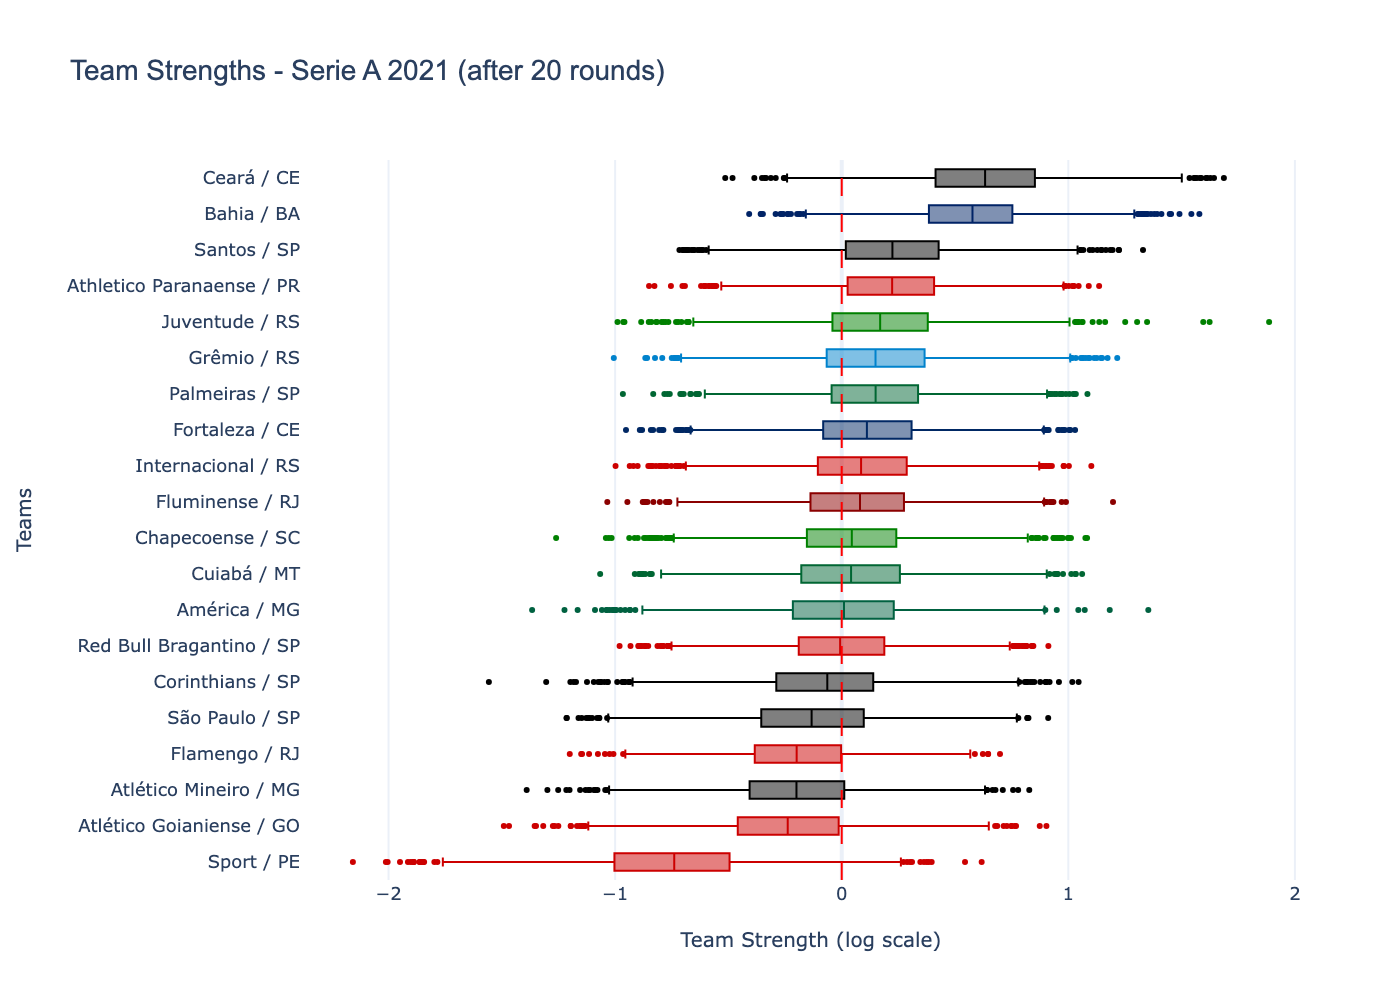 Team Strengths - Serie A 2021 (after 20 rounds)
Ceará / CE
Bahia / BA
Santos / SP
Athletico Paranaense / PR
Juventude / RS
Grêmio / RS
Palmeiras / SP
Fortaleza / CE
Internacional / RS
Fluminense / RJ
Chapecoense / SC
Cuiabá / MT
América / MG
Red Bull Bragantino / SP
Corinthians / SP
São Paulo / SP
Flamengo / RJ
Atlético Mineiro / MG
Atlético Goianiense / GO
Sport / PE
Teams
−2 −1 0 1 2
Team Strength (log scale)